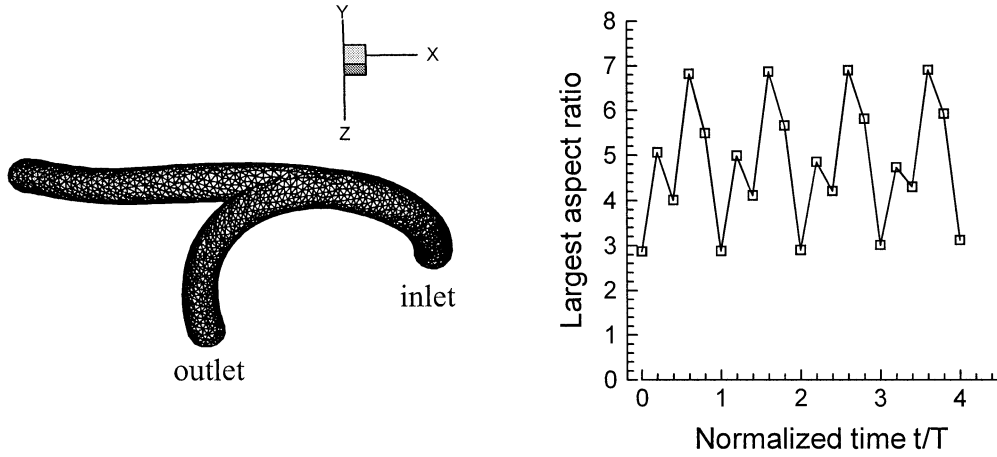 Y
X
Z
inlet
outlet
8
7
6
5
4
3
2
1
0
Largest aspect ratio
0 1 2 3 4
Normalized time t/T